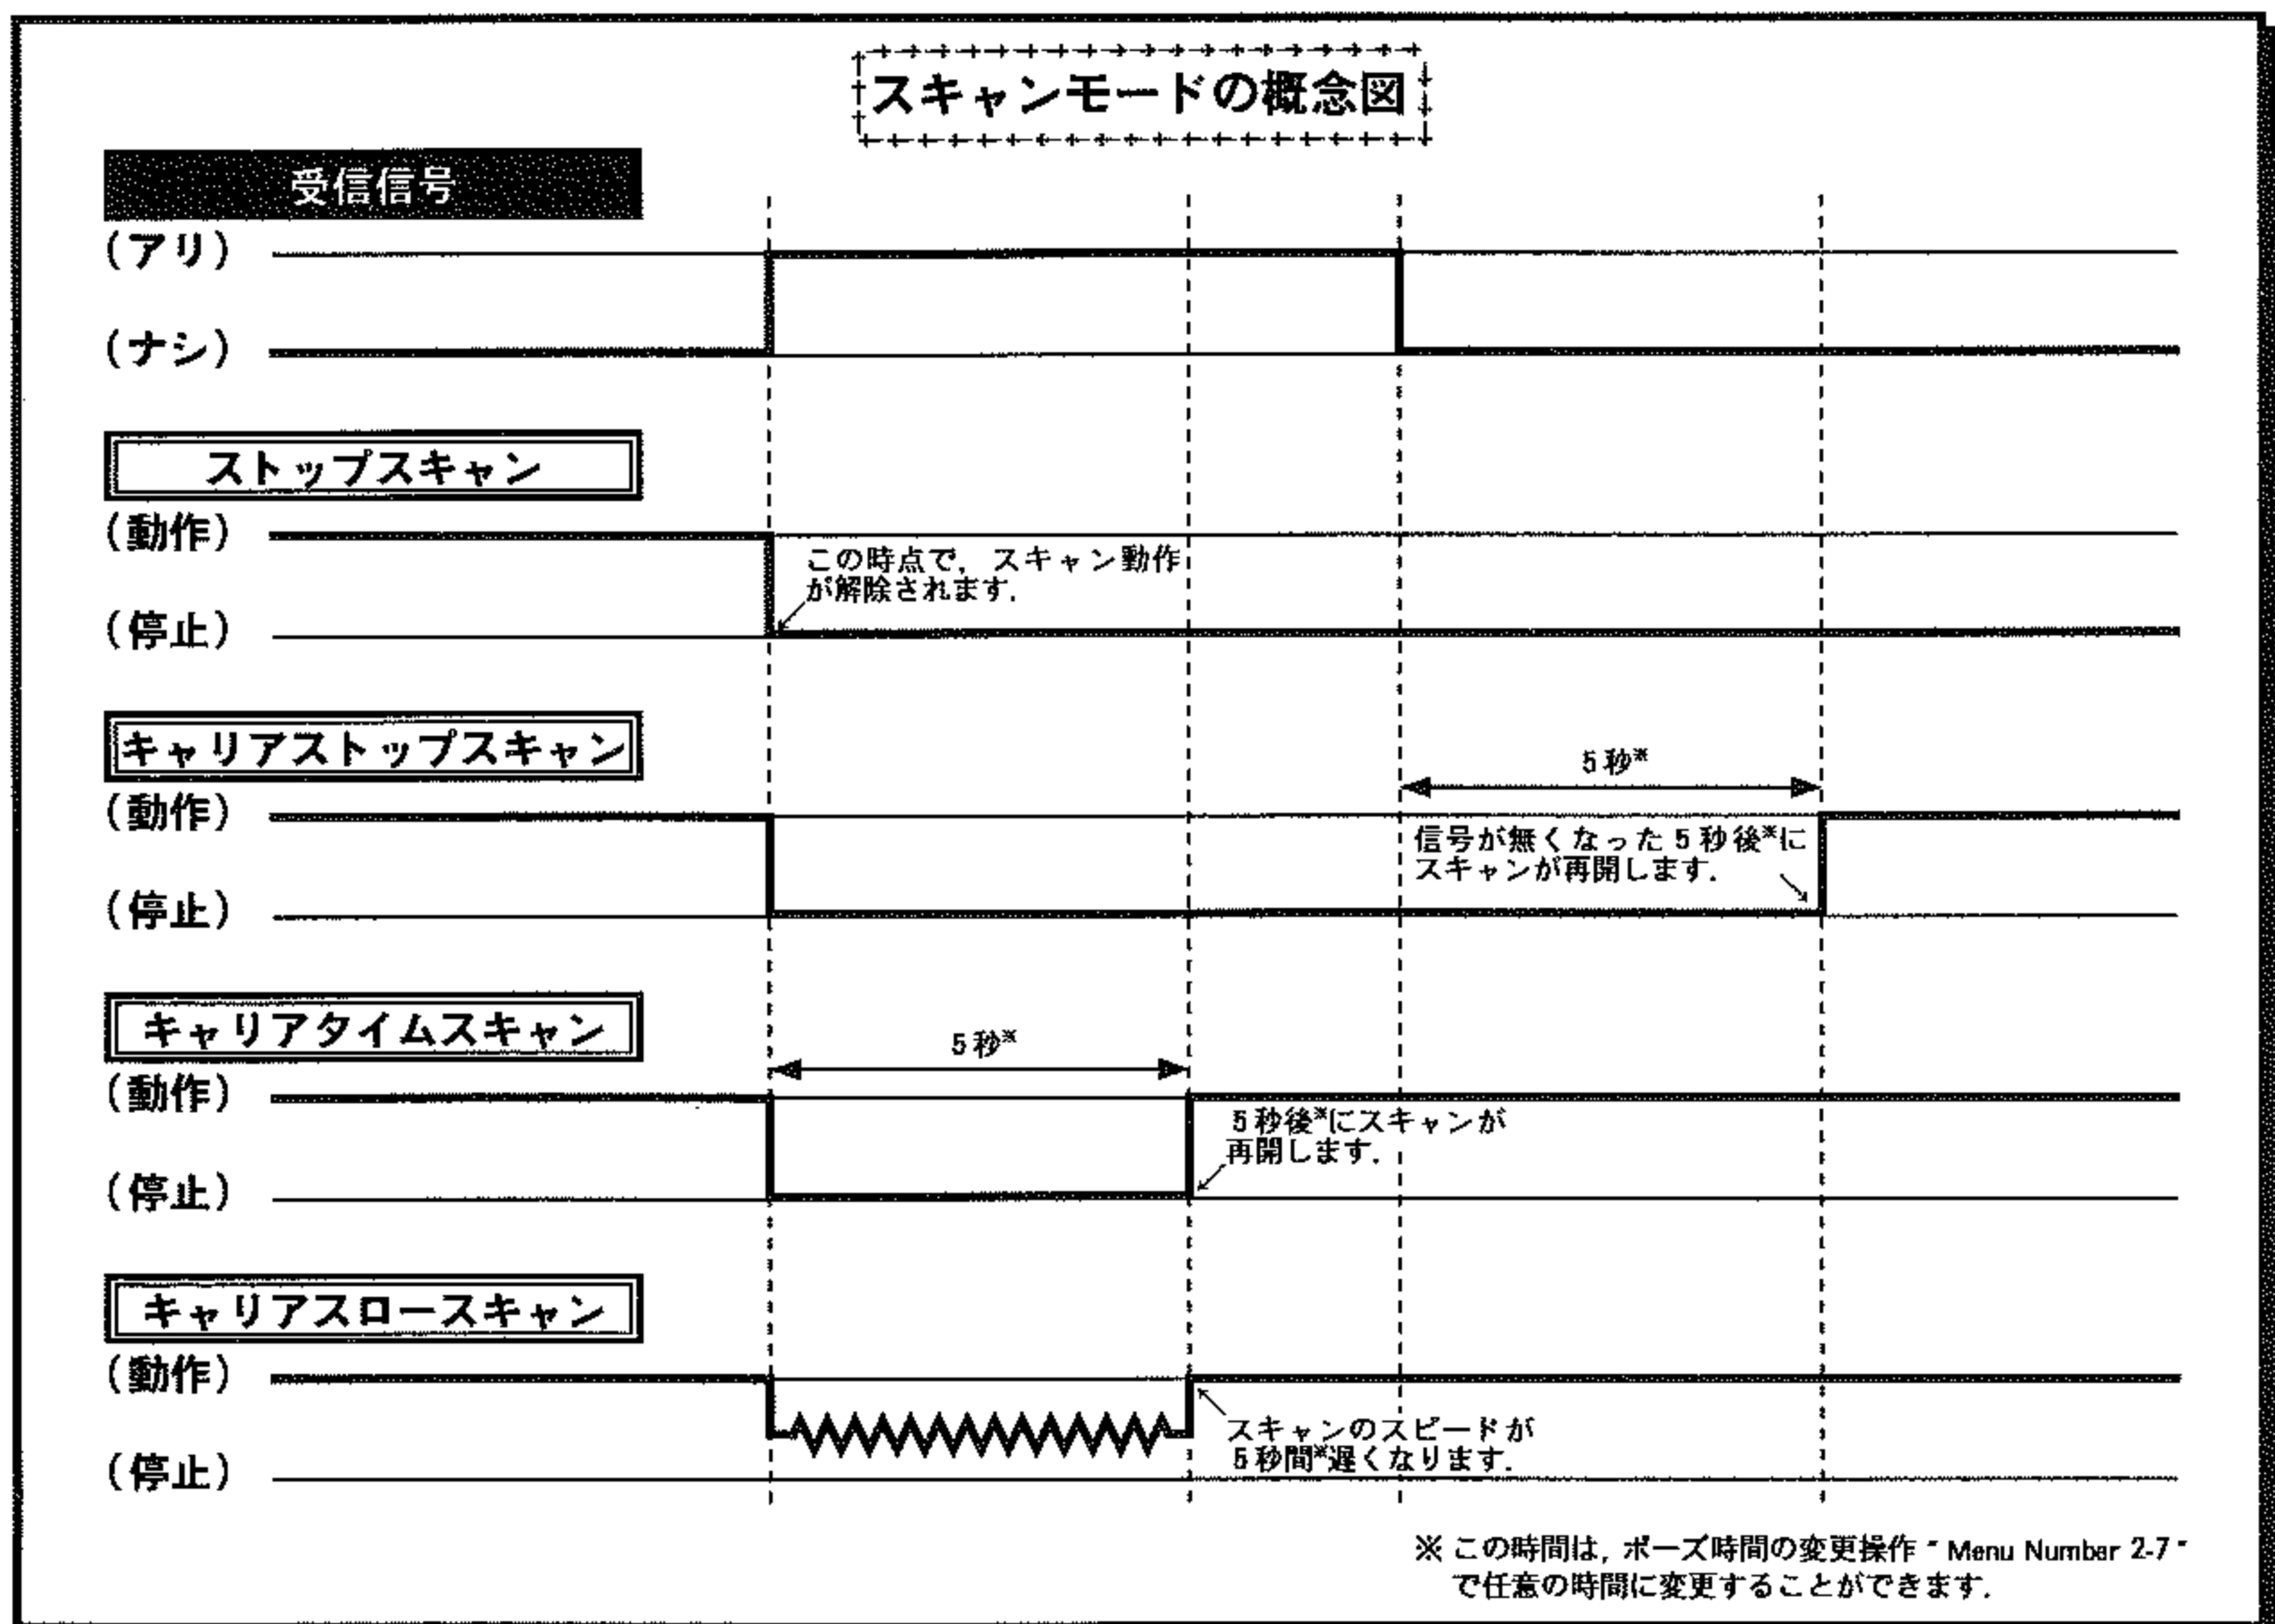 スキャンモードの概念図
受信信号
(アリ)
(ナシ)
ストップスキャン
(動作)
この時点で，スキャン動作
が解除されます．
(停止)
キャリアストップスキャン
5秒※
(動作)
信号が無くなった5秒後※に
スキャンが再開します．
(停止)
キャリアタイムスキャン
5秒※
(動作)
5秒後※にスキャンが
再開します．
(停止)
キャリアスロースキャン
(動作)
スキャンのスピードが
5秒間※遅くなります．
(停止)
※ この時間は，ポーズ時間の変更操作 " Menu Number 2-7 "
で任意の時間に変更することができます．